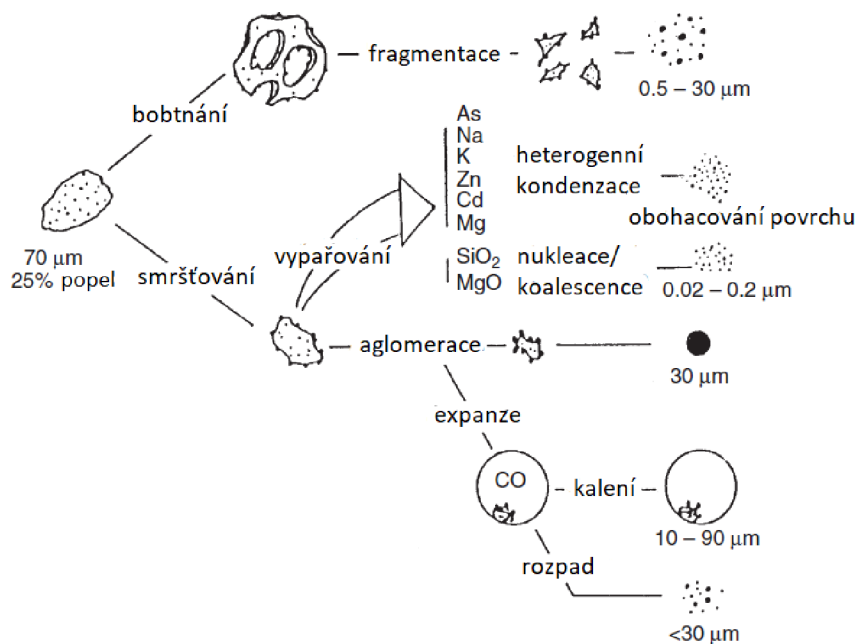 fragmentace
0.5 – 30 μm
bobtnání
As
Na
K
Zn
Cd
Mg
heterogenní
kondenzace
obohacování povrchu
70 μm
25% popel
smršťování
vypařování
SiO₂
MgO
nukleace/
koalescence
0.02 – 0.2 μm
aglomerace
30 μm
expanze
CO
kalení
10 – 90 μm
rozpad
<30 μm